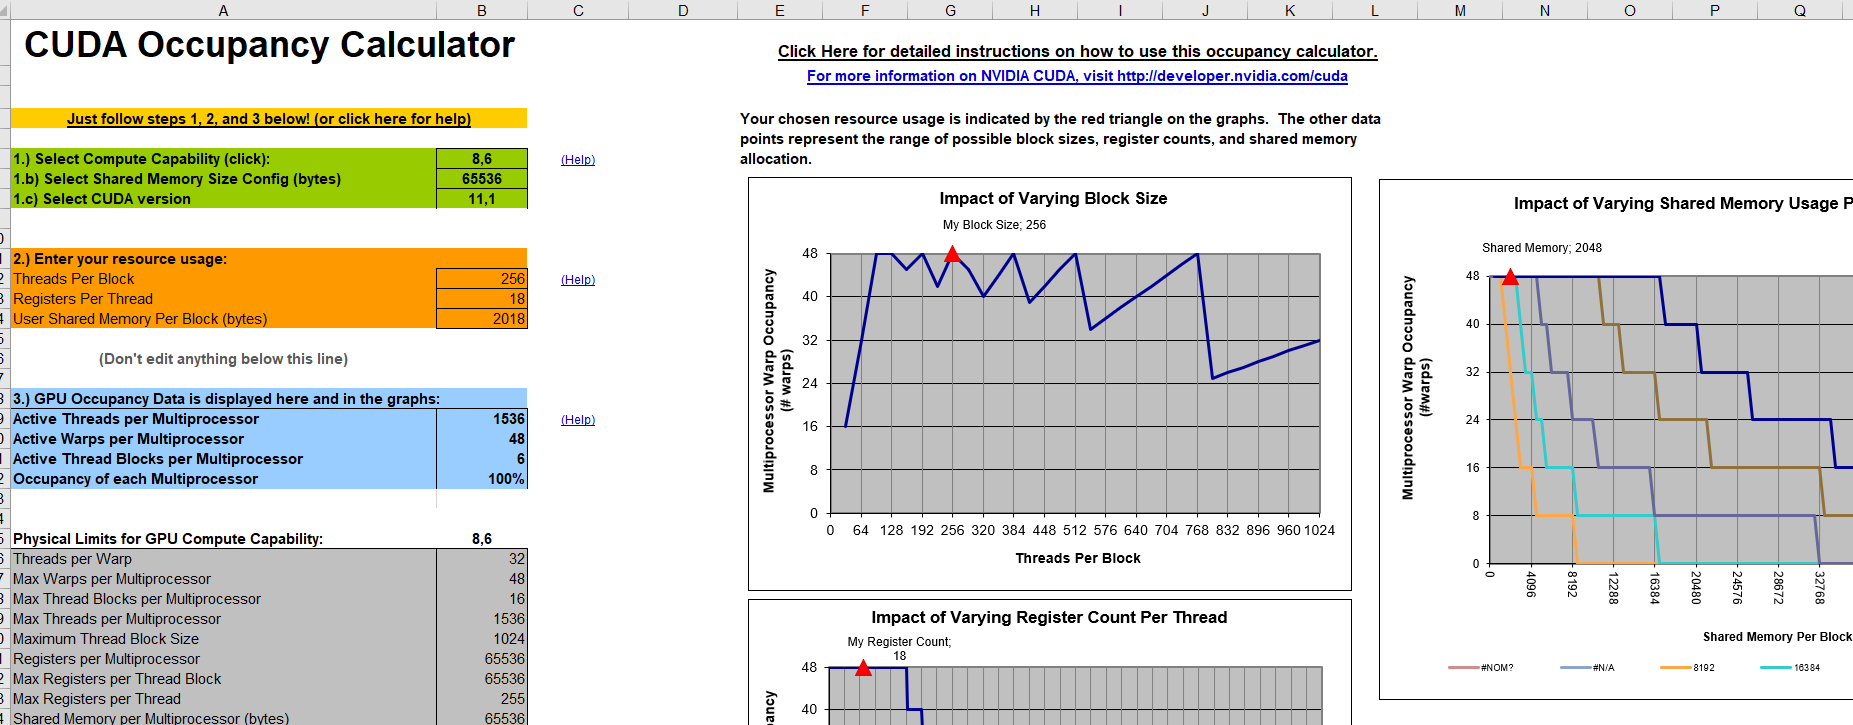 A B C D E F G H I J K L M N O P Q
CUDA Occupancy Calculator
Click Here for detailed instructions on how to use this occupancy calculator.
For more information on NVIDIA CUDA, visit http://developer.nvidia.com/cuda
Just follow steps 1, 2, and 3 below! (or click here for help)
1.) Select Compute Capability (click): 8,6 (Help)
1.b) Select Shared Memory Size Config (bytes) 65536
1.c) Select CUDA version 11,1
2.) Enter your resource usage:
Threads Per Block 256 (Help)
Registers Per Thread 18
User Shared Memory Per Block (bytes) 2018
(Don't edit anything below this line)
3.) GPU Occupancy Data is displayed here and in the graphs:
Active Threads per Multiprocessor 1536 (Help)
Active Warps per Multiprocessor 48
Active Thread Blocks per Multiprocessor 6
Occupancy of each Multiprocessor 100%
Physical Limits for GPU Compute Capability: 8,6
Threads per Warp 32
Max Warps per Multiprocessor 48
Max Thread Blocks per Multiprocessor 16
Max Threads per Multiprocessor 1536
Maximum Thread Block Size 1024
Registers per Multiprocessor 65536
Max Registers per Thread Block 65536
Max Registers per Thread 255
Shared Memory per Multiprocessor (bytes) 65536
Your chosen resource usage is indicated by the red triangle on the graphs. The other data
points represent the range of possible block sizes, register counts, and shared memory
allocation.
Impact of Varying Block Size
My Block Size; 256
Multiprocessor Warp Occupancy
(# warps)
48
40
32
24
16
8
0
0 64 128 192 256 320 384 448 512 576 640 704 768 832 896 960 1024
Threads Per Block
Impact of Varying Register Count Per Thread
My Register Count;
18
48
40
Impact of Varying Shared Memory Usage P
Shared Memory; 2048
Multiprocessor Warp Occupancy
(#warps)
48
40
32
24
16
8
0
0 4096 8192 12288 16384 20480 24576 28672 32768
Shared Memory Per Block
#NOM? #N/A 8192 16384